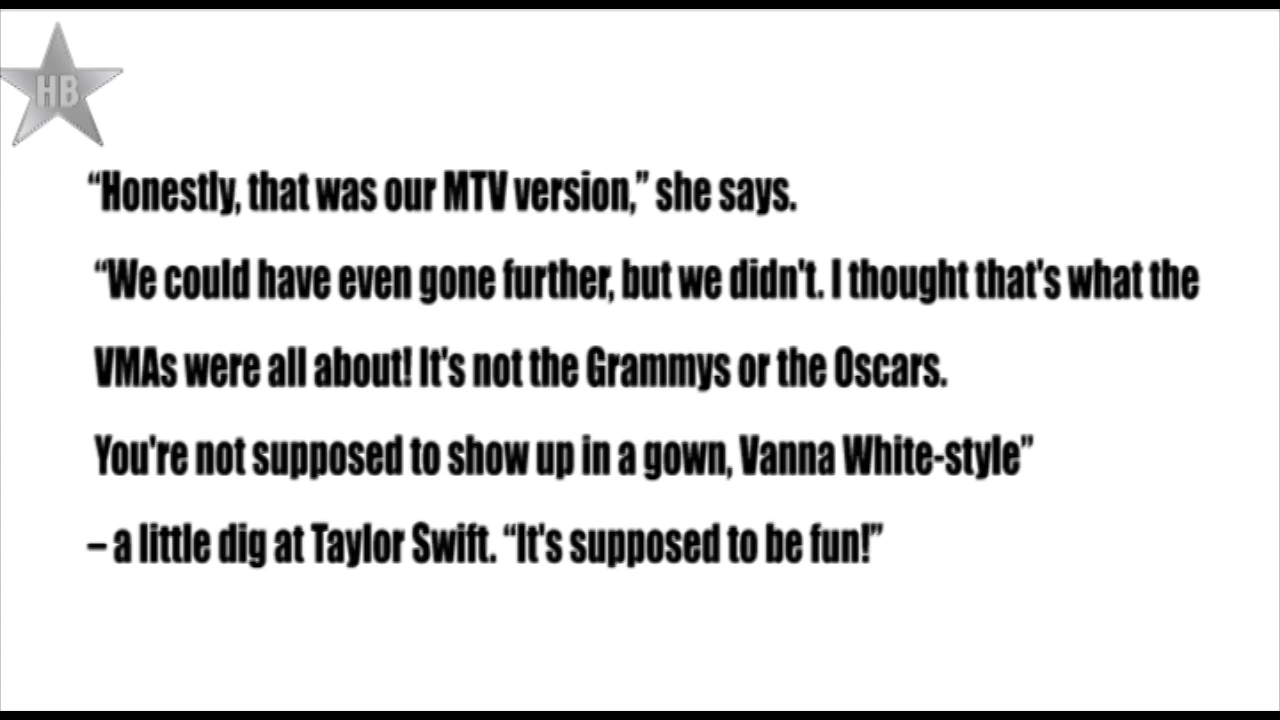 HB
“Honestly, that was our MTV version,” she says.
“We could have even gone further, but we didn't. I thought that's what the
VMAs were all about! It's not the Grammys or the Oscars.
You're not supposed to show up in a gown, Vanna White-style”
– a little dig at Taylor Swift. “It's supposed to be fun!”